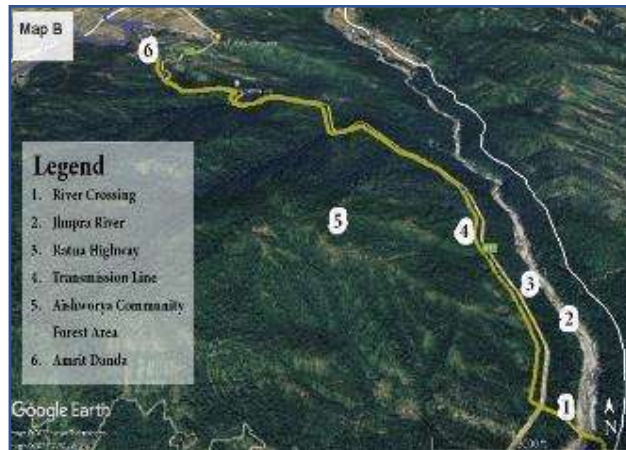 Map B
6
Legend
1. River Crossing
2. Jhupra River
3. Ratua Highway
4. Transmission Line
5. Aishworya Community
Forest Area
6. Amrit Danda
5
4
3
2
1
Google Earth
N